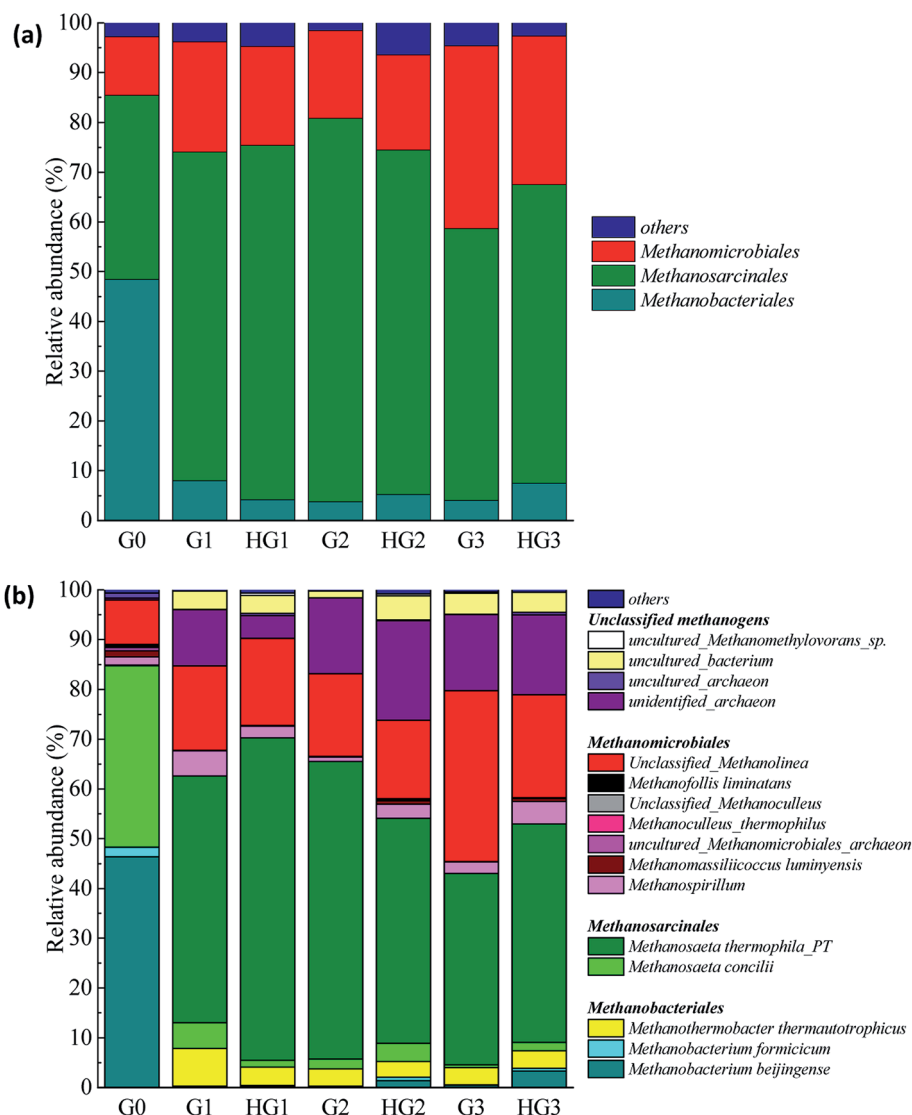 (a)
100
90
80
70
60
50
40
30
20
10
0
Relative abundance (%)
G0 G1 HG1 G2 HG2 G3 HG3
others
Methanomicrobiales
Methanosarcinales
Methanobacteriales
(b)
100
90
80
70
60
50
40
30
20
10
0
Relative abundance (%)
G0 G1 HG1 G2 HG2 G3 HG3
others
Unclassified methanogens
uncultured_Methanomethylovorans_sp.
uncultured_bacterium
uncultured_archaeon
unidentified_archaeon
Methanomicrobiales
Unclassified_Methanolinea
Methanofollis liminatans
Unclassified_Methanoculleus
Methanoculleus_thermophilus
uncultured_Methanomicrobiales_archaeon
Methanomassiliicoccus luminyensis
Methanospirillum
Methanosarcinales
Methanosaeta thermophila_PT
Methanosaeta concilii
Methanobacteriales
Methanothermobacter thermautotrophicus
Methanobacterium formicicum
Methanobacterium beijingense